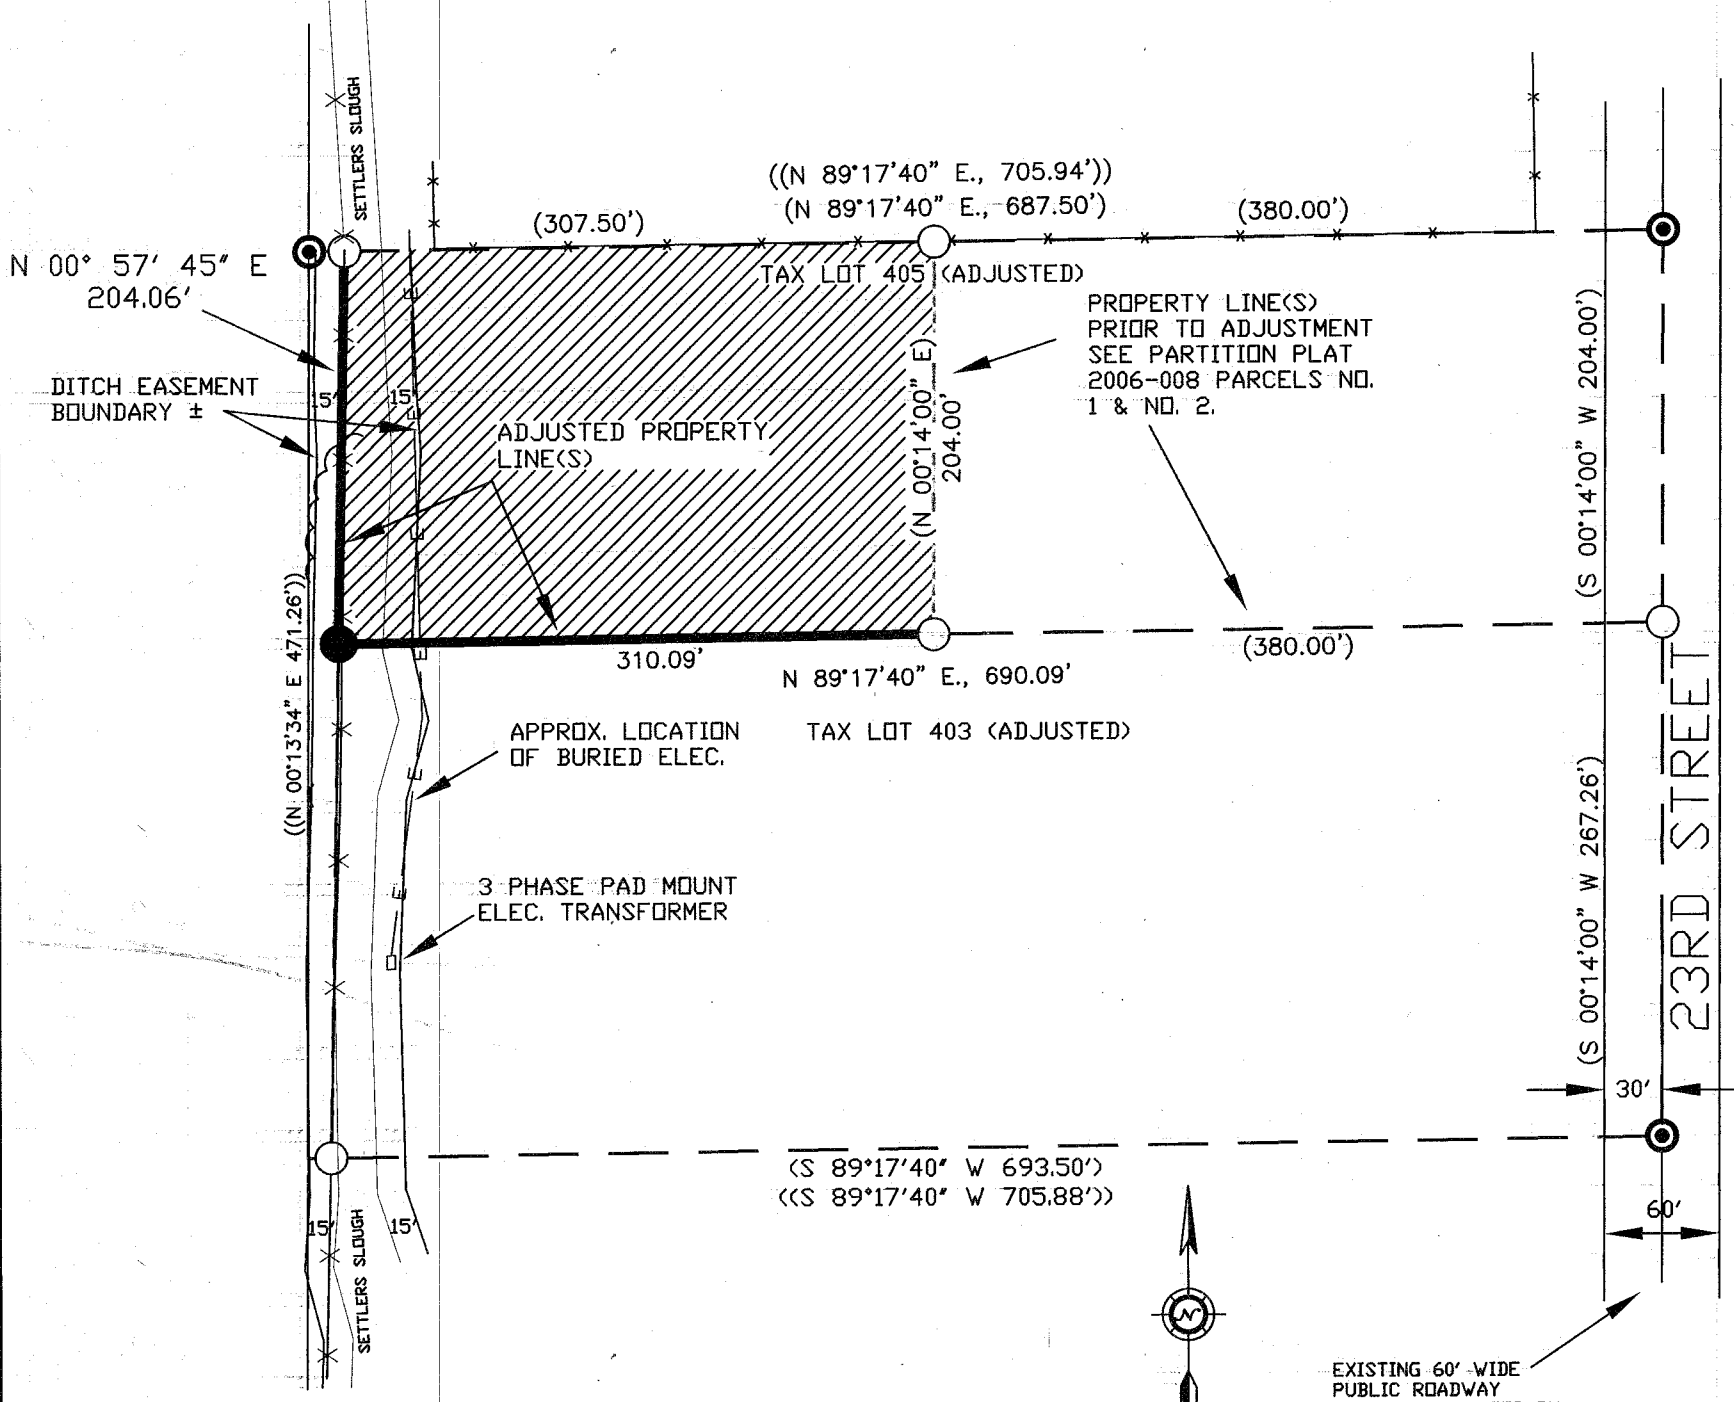 SETTLERS SLOUGH
((N 89°17'40" E., 705.94'))
(N 89°17'40" E., 687.50')
(307.50')
(380.00')
N 00° 57' 45" E
204.06'
TAX LOT 405 (ADJUSTED)
PROPERTY LINE(S)
PRIOR TO ADJUSTMENT
SEE PARTITION PLAT
2006-008 PARCELS NO.
1 & NO. 2.
(S 00°14'00" W 204.00')
DITCH EASEMENT
BOUNDARY ±
15'
15'
E
E
ADJUSTED PROPERTY
LINE(S)
(N 00°14'00" E)
204.00'
E
((N 00°13'34" E 471.26'))
E
310.09'
(380.00')
N 89°17'40" E., 690.09'
APPROX. LOCATION
OF BURIED ELEC.
TAX LOT 403 (ADJUSTED)
E
23RD STREET
(S 00°14'00" W 267.26')
3 PHASE PAD MOUNT
ELEC. TRANSFORMER
E
30'
(S 89°17'40" W 693.50')
((S 89°17'40" W 705.88'))
15'
15'
SETTLERS SLOUGH
60'
N
EXISTING 60' WIDE
PUBLIC ROADWAY